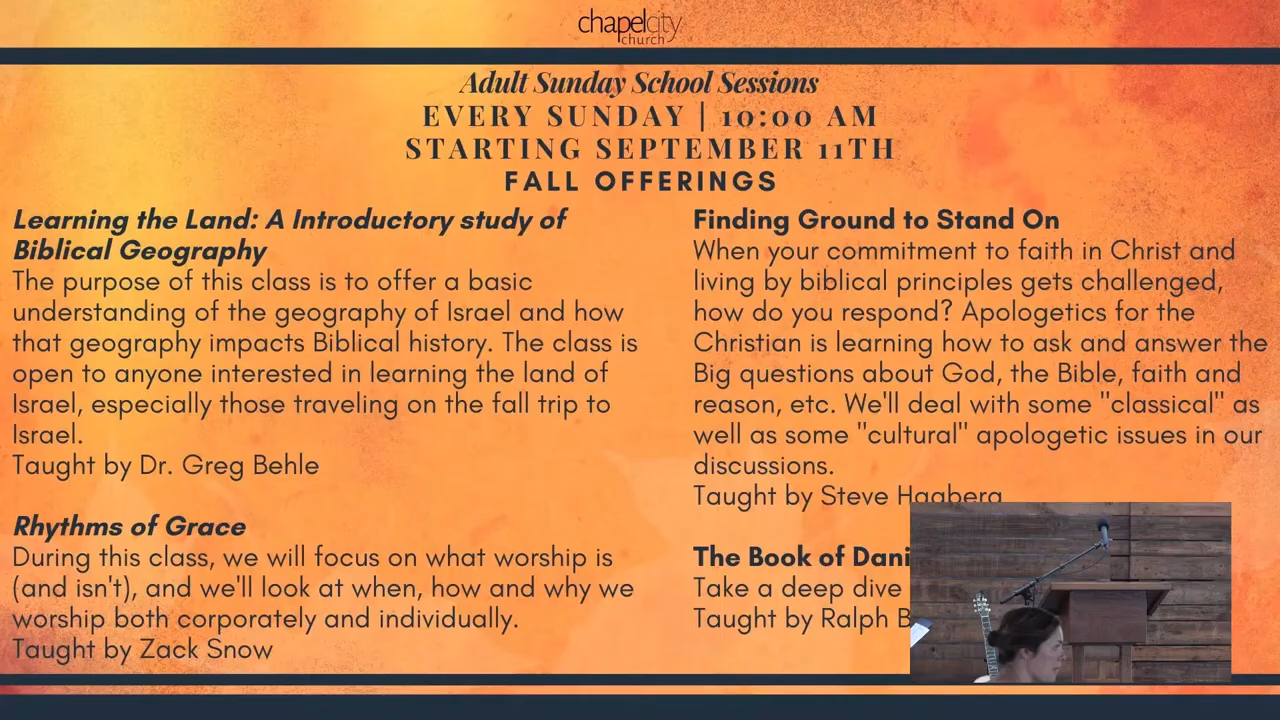 chapelcity
church
Adult Sunday School Sessions
EVERY SUNDAY | 10:00 AM
STARTING SEPTEMBER 11TH
FALL OFFERINGS
Learning the Land: A Introductory study of
Biblical Geography
The purpose of this class is to offer a basic
understanding of the geography of Israel and how
that geography impacts Biblical history. The class is
open to anyone interested in learning the land of
Israel, especially those traveling on the fall trip to
Israel.
Taught by Dr. Greg Behle
Rhythms of Grace
During this class, we will focus on what worship is
(and isn't), and we'll look at when, how and why we
worship both corporately and individually.
Taught by Zack Snow
Finding Ground to Stand On
When your commitment to faith in Christ and
living by biblical principles gets challenged,
how do you respond? Apologetics for the
Christian is learning how to ask and answer the
Big questions about God, the Bible, faith and
reason, etc. We'll deal with some "classical" as
well as some "cultural" apologetic issues in our
discussions.
Taught by Steve Hagberg
The Book of Dani
Take a deep dive
Taught by Ralph B